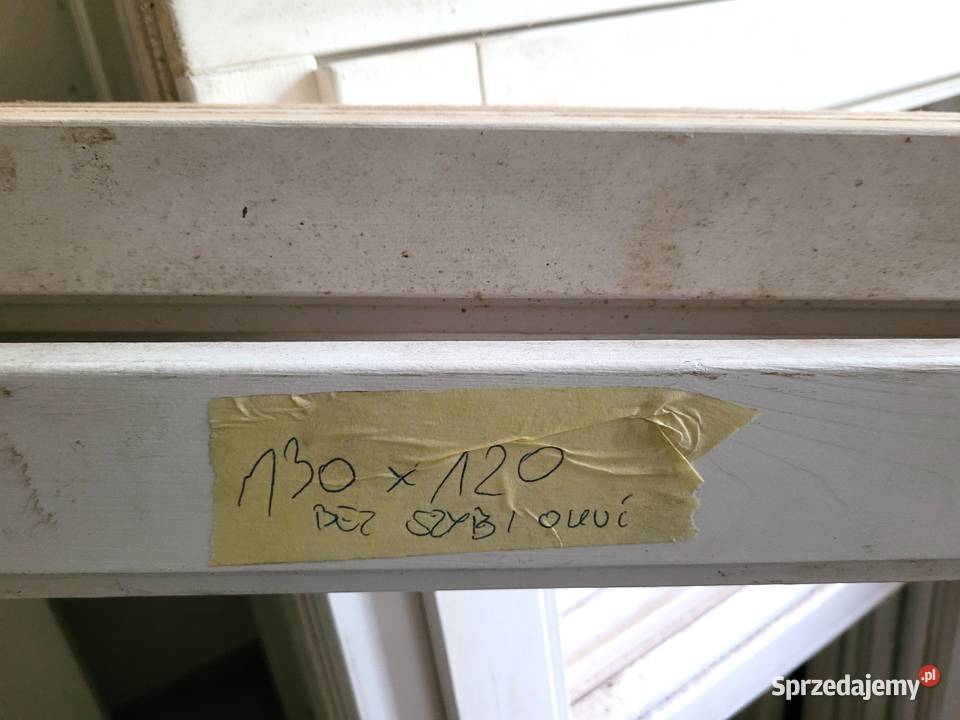 130 x 120
BEZ SZYB I OKUĆ
Sprzedajemy.pl